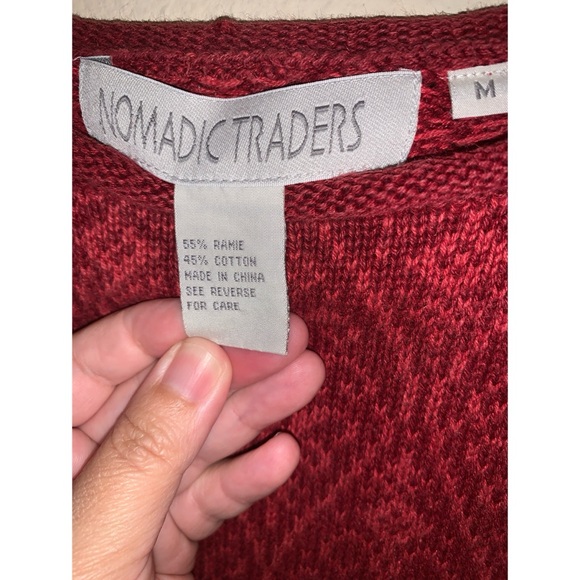 NOMADIC TRADERS
M
55% RAMIE
45% COTTON
MADE IN CHINA
SEE REVERSE
FOR CARE